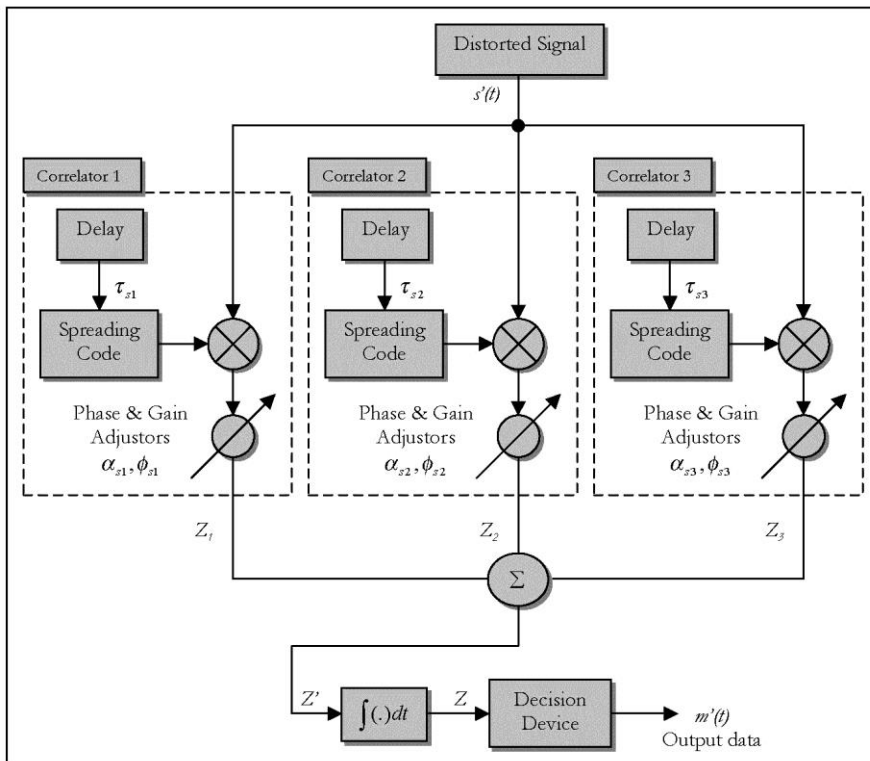 Distorted Signal
s'(t)
Correlator 1
Correlator 2
Correlator 3
Delay
Delay
Delay
τs1
τs2
τs3
Spreading
Code
Spreading
Code
Spreading
Code
Phase & Gain
Adjustors
αs1, ϕs1
Phase & Gain
Adjustors
αs2, ϕs2
Phase & Gain
Adjustors
αs3, ϕs3
Z1
Z2
Z3
Σ
Z'
∫(.)dt
Z
Decision
Device
m'(t)
Output data